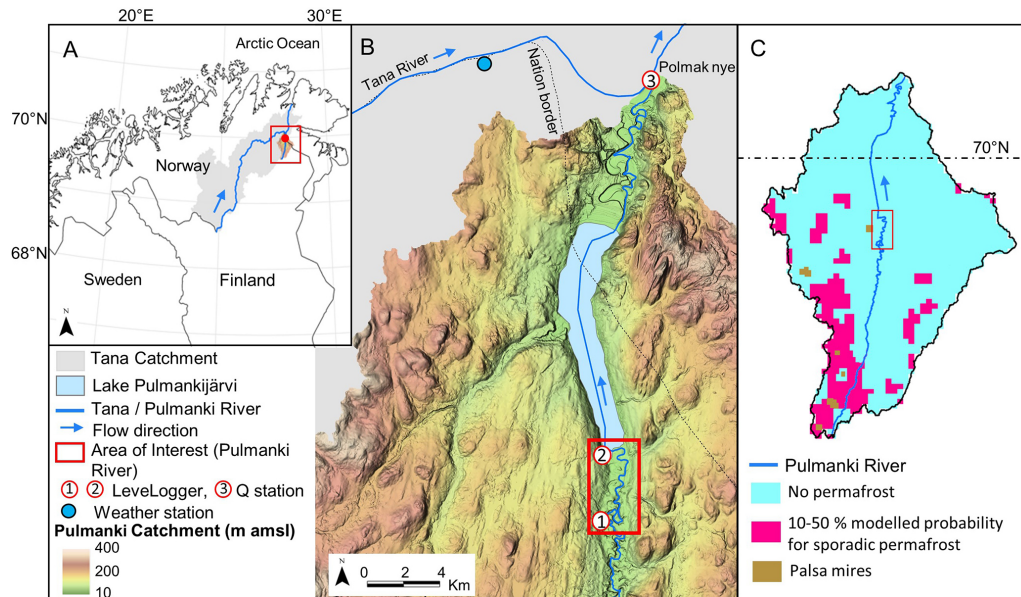 20°E
30°E
A
Arctic Ocean
70°N
Norway
68°N
Sweden
Finland
N
B
Tana River
Nation border
3
Polmak nye
2
1
N
0 2 4
Km
C
70°N
Tana Catchment
Lake Pulmankijärvi
Tana / Pulmanki River
Flow direction
Area of Interest (Pulmanki
River)
1 2 LeveLogger, 3 Q station
Weather station
Pulmanki Catchment (m amsl)
400
200
10
Pulmanki River
No permafrost
10-50 % modelled probability
for sporadic permafrost
Palsa mires